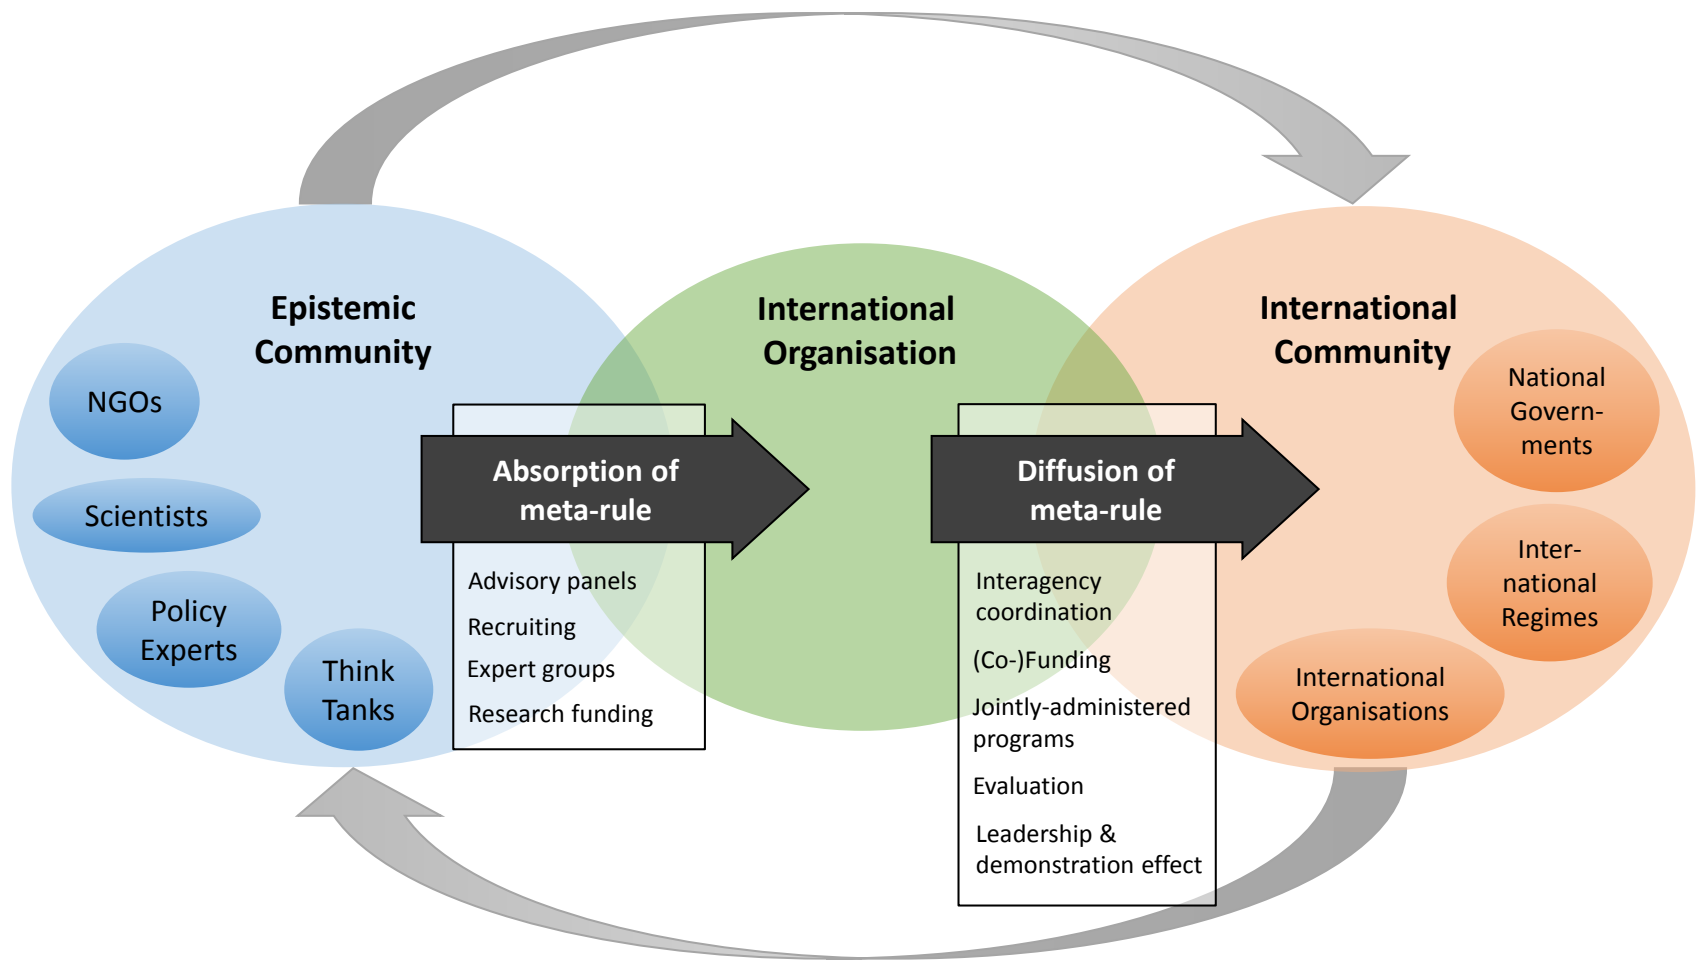 Epistemic
Community
NGOs
Scientists
Policy
Experts
Think
Tanks
Absorption of
meta-rule
Advisory panels
Recruiting
Expert groups
Research funding
International
Organisation
Diffusion of
meta-rule
Interagency
coordination
(Co-)Funding
Jointly-administered
programs
Evaluation
Leadership &
demonstration effect
International
Community
National
Govern-
ments
Inter-
national
Regimes
International
Organisations